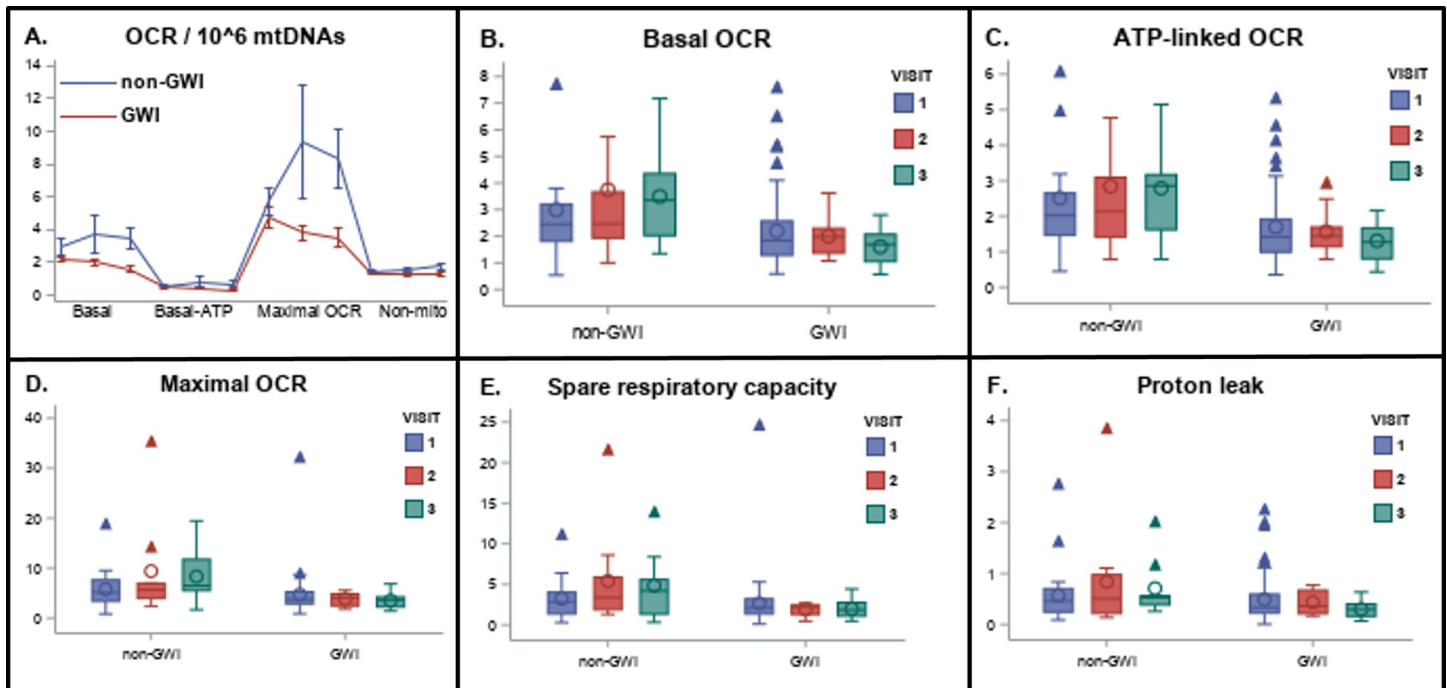 A. OCR / 10^6 mtDNAs
14
12
10
8
6
4
2
0
non-GWI
GWI
Basal Basal-ATP Maximal OCR Non-mito
B. Basal OCR
8
7
6
5
4
3
2
1
0
VISIT
1
2
3
non-GWI GWI
C. ATP-linked OCR
6
5
4
3
2
1
0
VISIT
1
2
3
non-GWI GWI
D. Maximal OCR
40
30
20
10
0
VISIT
1
2
3
non-GWI GWI
E. Spare respiratory capacity
25
20
15
10
5
0
VISIT
1
2
3
non-GWI GWI
F. Proton leak
4
3
2
1
0
VISIT
1
2
3
non-GWI GWI